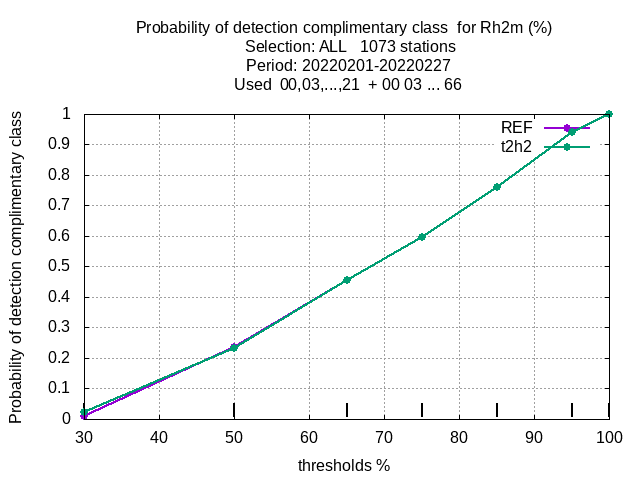 Probability of detection complimentary class  for Rh2m (%)
Selection: ALL   1073 stations
Period: 20220201-20220227
Used  00,03,...,21  + 00 03 ... 66
Probability of detection complimentary class
1
0.9
0.8
0.7
0.6
0.5
0.4
0.3
0.2
0.1
0
REF
t2h2
30 40 50 60 70 80 90 100
thresholds %